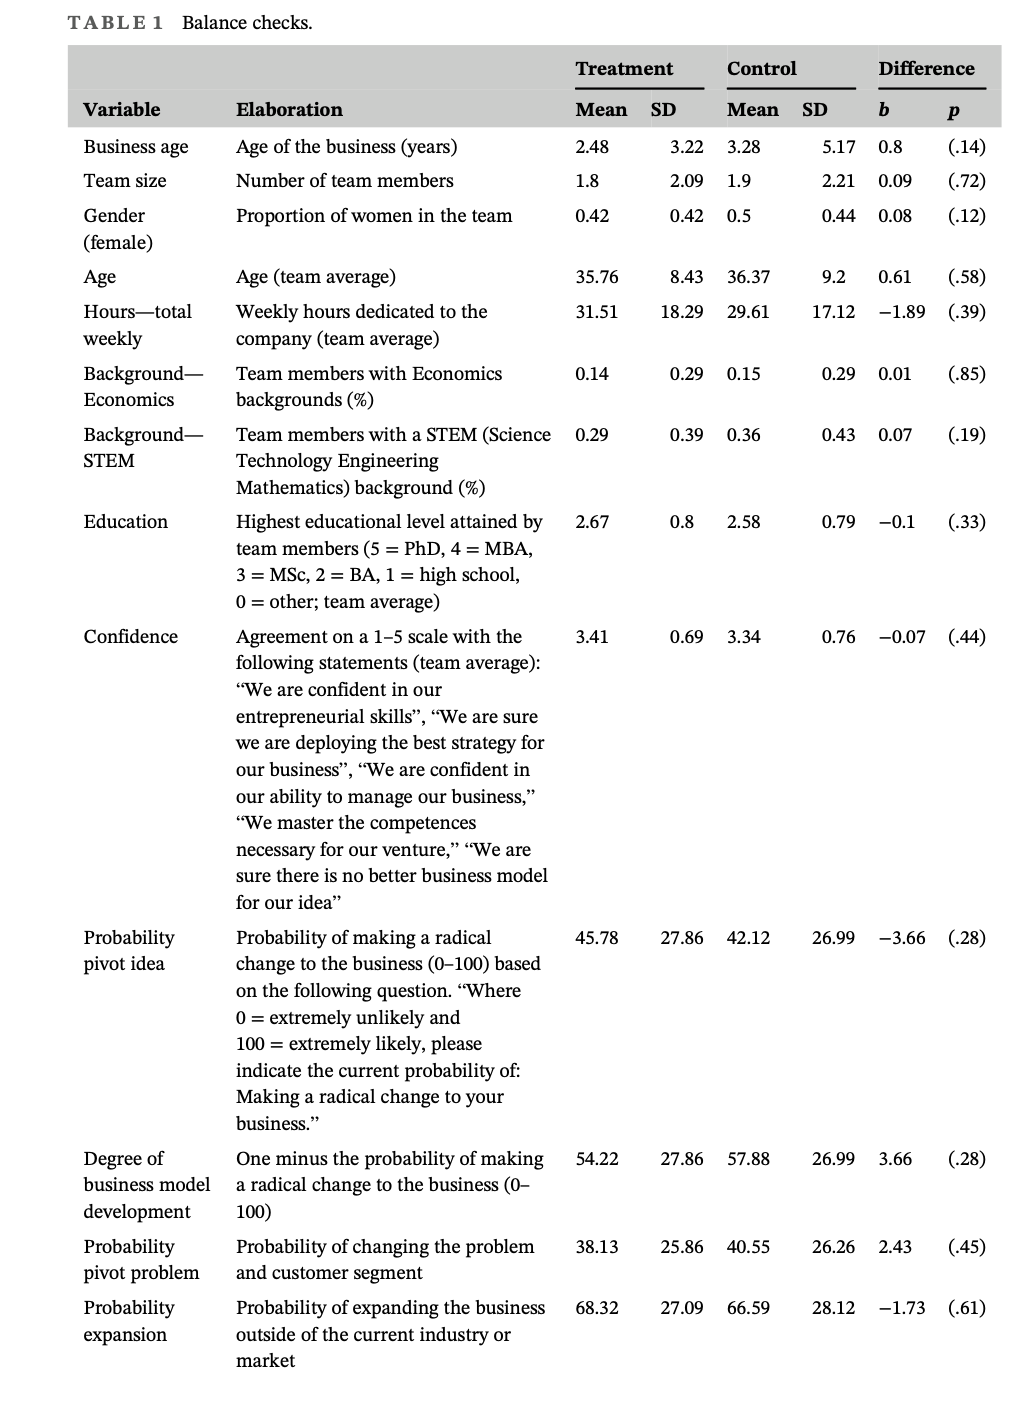 TABLE 1 Balance checks.
Treatment Control Difference
Variable Elaboration Mean SD Mean SD b p
Business age Age of the business (years) 2.48 3.22 3.28 5.17 0.8 (.14)
Team size Number of team members 1.8 2.09 1.9 2.21 0.09 (.72)
Gender Proportion of women in the team 0.42 0.42 0.5 0.44 0.08 (.12)
(female)
Age Age (team average) 35.76 8.43 36.37 9.2 0.61 (.58)
Hours—total Weekly hours dedicated to the 31.51 18.29 29.61 17.12 −1.89 (.39)
weekly company (team average)
Background— Team members with Economics 0.14 0.29 0.15 0.29 0.01 (.85)
Economics backgrounds (%)
Background— Team members with a STEM (Science 0.29 0.39 0.36 0.43 0.07 (.19)
STEM Technology Engineering
Mathematics) background (%)
Education Highest educational level attained by 2.67 0.8 2.58 0.79 −0.1 (.33)
team members (5 = PhD, 4 = MBA,
3 = MSc, 2 = BA, 1 = high school,
0 = other; team average)
Confidence Agreement on a 1–5 scale with the 3.41 0.69 3.34 0.76 −0.07 (.44)
following statements (team average):
“We are confident in our
entrepreneurial skills”, “We are sure
we are deploying the best strategy for
our business”, “We are confident in
our ability to manage our business,”
“We master the competences
necessary for our venture,” “We are
sure there is no better business model
for our idea”
Probability Probability of making a radical 45.78 27.86 42.12 26.99 −3.66 (.28)
pivot idea change to the business (0–100) based
on the following question. “Where
0 = extremely unlikely and
100 = extremely likely, please
indicate the current probability of:
Making a radical change to your
business.”
Degree of One minus the probability of making 54.22 27.86 57.88 26.99 3.66 (.28)
business model a radical change to the business (0–
development 100)
Probability Probability of changing the problem 38.13 25.86 40.55 26.26 2.43 (.45)
pivot problem and customer segment
Probability Probability of expanding the business 68.32 27.09 66.59 28.12 −1.73 (.61)
expansion outside of the current industry or
market